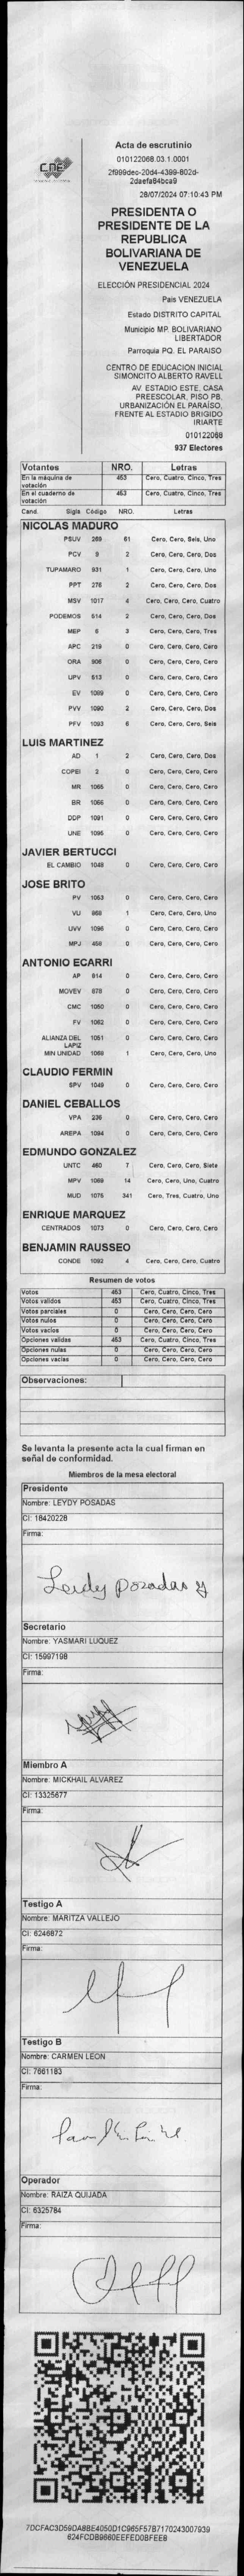 CNE
Acta de escrutinio
010122068.03.1.0001
2f999dec-20d4-4399-802d-
2daefa84bca9
28/07/2024 07:10:43 PM
PRESIDENTA O
PRESIDENTE DE LA
REPUBLICA
BOLIVARIANA DE
VENEZUELA
ELECCIÓN PRESIDENCIAL 2024
Pais VENEZUELA
Estado DISTRITO CAPITAL
Municipio MP. BOLIVARIANO
LIBERTADOR
Parroquia PQ. EL PARAISO
CENTRO DE EDUCACION INICIAL
SIMONCITO ALBERTO RAVELL
AV. ESTADIO ESTE, CASA
PREESCOLAR, PISO PB,
URBANIZACIÓN EL PARAÍSO,
FRENTE AL ESTADIO BRIGIDO
IRIARTE
010122068
937 Electores
Votantes NRO. Letras
En la máquina de votación 453 Cero, Cuatro, Cinco, Tres
En el cuaderno de votación 453 Cero, Cuatro, Cinco, Tres
Cand. Sigla Codigo NRO. Letras
NICOLAS MADURO
PSUV 269 61 Cero, Cero, Seis, Uno
PCV 9 2 Cero, Cero, Cero, Dos
TUPAMARO 931 1 Cero, Cero, Cero, Uno
PPT 276 2 Cero, Cero, Cero, Dos
MSV 1017 4 Cero, Cero, Cero, Cuatro
PODEMOS 514 2 Cero, Cero, Cero, Dos
MEP 6 3 Cero, Cero, Cero, Tres
APC 219 0 Cero, Cero, Cero, Cero
ORA 906 0 Cero, Cero, Cero, Cero
UPV 613 0 Cero, Cero, Cero, Cero
EV 1089 0 Cero, Cero, Cero, Cero
PVV 1090 2 Cero, Cero, Cero, Dos
PFV 1093 6 Cero, Cero, Cero, Seis
LUIS MARTINEZ
AD 1 2 Cero, Cero, Cero, Dos
COPEI 2 0 Cero, Cero, Cero, Cero
MR 1065 0 Cero, Cero, Cero, Cero
BR 1066 0 Cero, Cero, Cero, Cero
DDP 1091 0 Cero, Cero, Cero, Cero
UNE 1095 0 Cero, Cero, Cero, Cero
JAVIER BERTUCCI
EL CAMBIO 1048 0 Cero, Cero, Cero, Cero
JOSE BRITO
PV 1053 0 Cero, Cero, Cero, Cero
VU 868 1 Cero, Cero, Cero, Uno
UVV 1096 0 Cero, Cero, Cero, Cero
MPJ 458 0 Cero, Cero, Cero, Cero
ANTONIO ECARRI
AP 814 0 Cero, Cero, Cero, Cero
MOVEV 978 0 Cero, Cero, Cero, Cero
CMC 1050 0 Cero, Cero, Cero, Cero
FV 1052 0 Cero, Cero, Cero, Cero
ALIANZA DEL LAPIZ 1051 0 Cero, Cero, Cero, Cero
MIN UNIDAD 1069 1 Cero, Cero, Cero, Uno
CLAUDIO FERMIN
SPV 1049 0 Cero, Cero, Cero, Cero
DANIEL CEBALLOS
VPA 236 0 Cero, Cero, Cero, Cero
AREPA 1094 0 Cero, Cero, Cero, Cero
EDMUNDO GONZALEZ
UNTC 460 7 Cero, Cero, Cero, Siete
MPV 1089 14 Cero, Cero, Uno, Cuatro
MUD 1075 341 Cero, Tres, Cuatro, Uno
ENRIQUE MARQUEZ
CENTRADOS 1073 0 Cero, Cero, Cero, Cero
BENJAMIN RAUSSEO
CONDE 1092 4 Cero, Cero, Cero, Cuatro
Resumen de votos
Votos 453 Cero, Cuatro, Cinco, Tres
Votos validos 453 Cero, Cuatro, Cinco, Tres
Votos parciales 0 Cero, Cero, Cero, Cero
Votos nulos 0 Cero, Cero, Cero, Cero
Votos vacios 0 Cero, Cero, Cero, Cero
Opciones validas 453 Cero, Cuatro, Cinco, Tres
Opciones nulas 0 Cero, Cero, Cero, Cero
Opciones vacias 0 Cero, Cero, Cero, Cero
Observaciones:
Se levanta la presente acta la cual firman en
señal de conformidad.
Miembros de la mesa electoral
Presidente
Nombre: LEYDY POSADAS
CI: 18420228
Firma:
Leidy Posadas y
Secretario
Nombre: YASMARI LUQUEZ
CI: 15997198
Firma:
Miembro A
Nombre: MICKHAIL ALVAREZ
CI: 13325677
Firma:
Testigo A
Nombre: MARITZA VALLEJO
CI: 6246872
Firma:
Testigo B
Nombre: CARMEN LEON
CI: 7661183
Firma:
Operador
Nombre: RAIZA QUIJADA
CI: 6325784
Firma:
7DCFAC3D59DA8BE4050D1C965F57B7170243007939
624FCDB9660EEFED0BFEE8